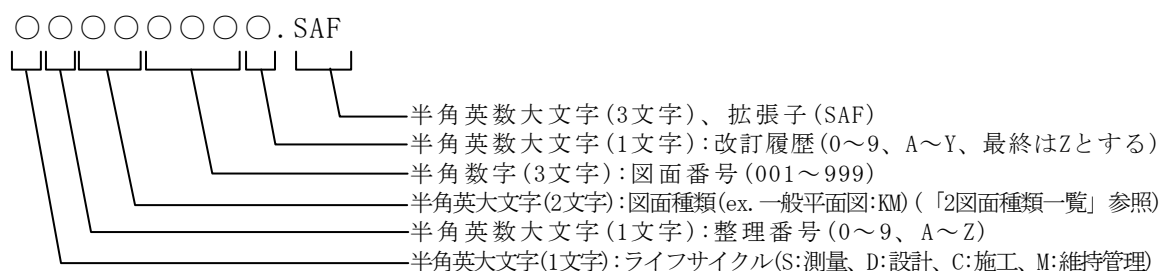 ○○○○○○○○.SAF
半角英数大文字(3文字)、拡張子(SAF)
半角英数大文字(1文字):改訂履歴(0～9、A～Y、最終はZとする)
半角数字(3文字):図面番号(001～999)
半角英大文字(2文字):図面種類(ex.一般平面図:KM)(「2図面種類一覧」参照)
半角英数大文字(1文字):整理番号(0～9、A～Z)
半角英大文字(1文字):ライフサイクル(S:測量、D:設計、C:施工、M:維持管理)